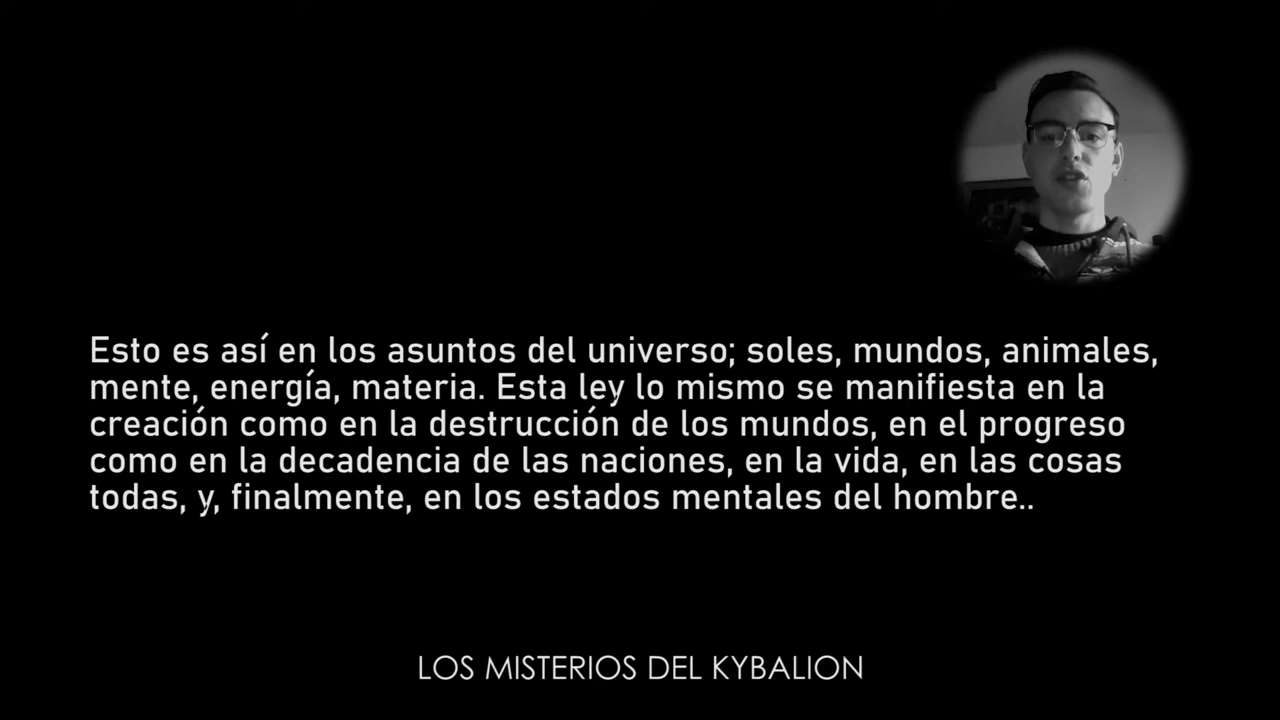 Esto es así en los asuntos del universo; soles, mundos, animales,
mente, energía, materia. Esta ley lo mismo se manifiesta en la
creación como en la destrucción de los mundos, en el progreso
como en la decadencia de las naciones, en la vida, en las cosas
todas, y, finalmente, en los estados mentales del hombre..
LOS MISTERIOS DEL KYBALION